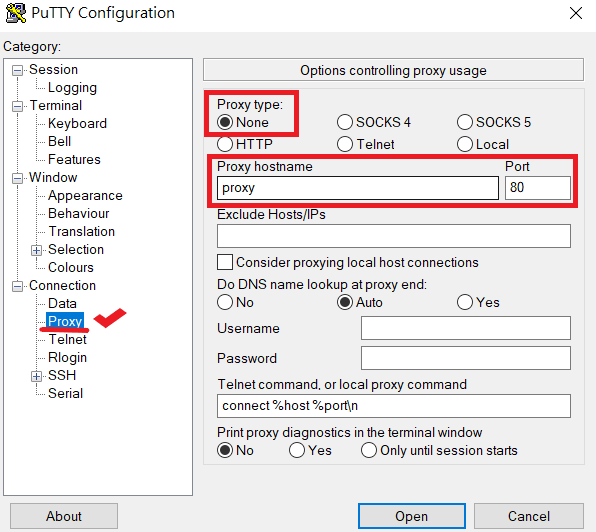 PuTTY Configuration
Category:
Session
Logging
Terminal
Keyboard
Bell
Features
Window
Appearance
Behaviour
Translation
Selection
Colours
Connection
Data
Proxy
Telnet
Rlogin
SSH
Serial
Options controlling proxy usage
Proxy type:
None SOCKS 4 SOCKS 5
HTTP Telnet Local
Proxy hostname Port
proxy 80
Exclude Hosts/IPs
Consider proxying local host connections
Do DNS name lookup at proxy end:
No Auto Yes
Username
Password
Telnet command, or local proxy command
connect %host %port\n
Print proxy diagnostics in the terminal window
No Yes Only until session starts
About Open Cancel